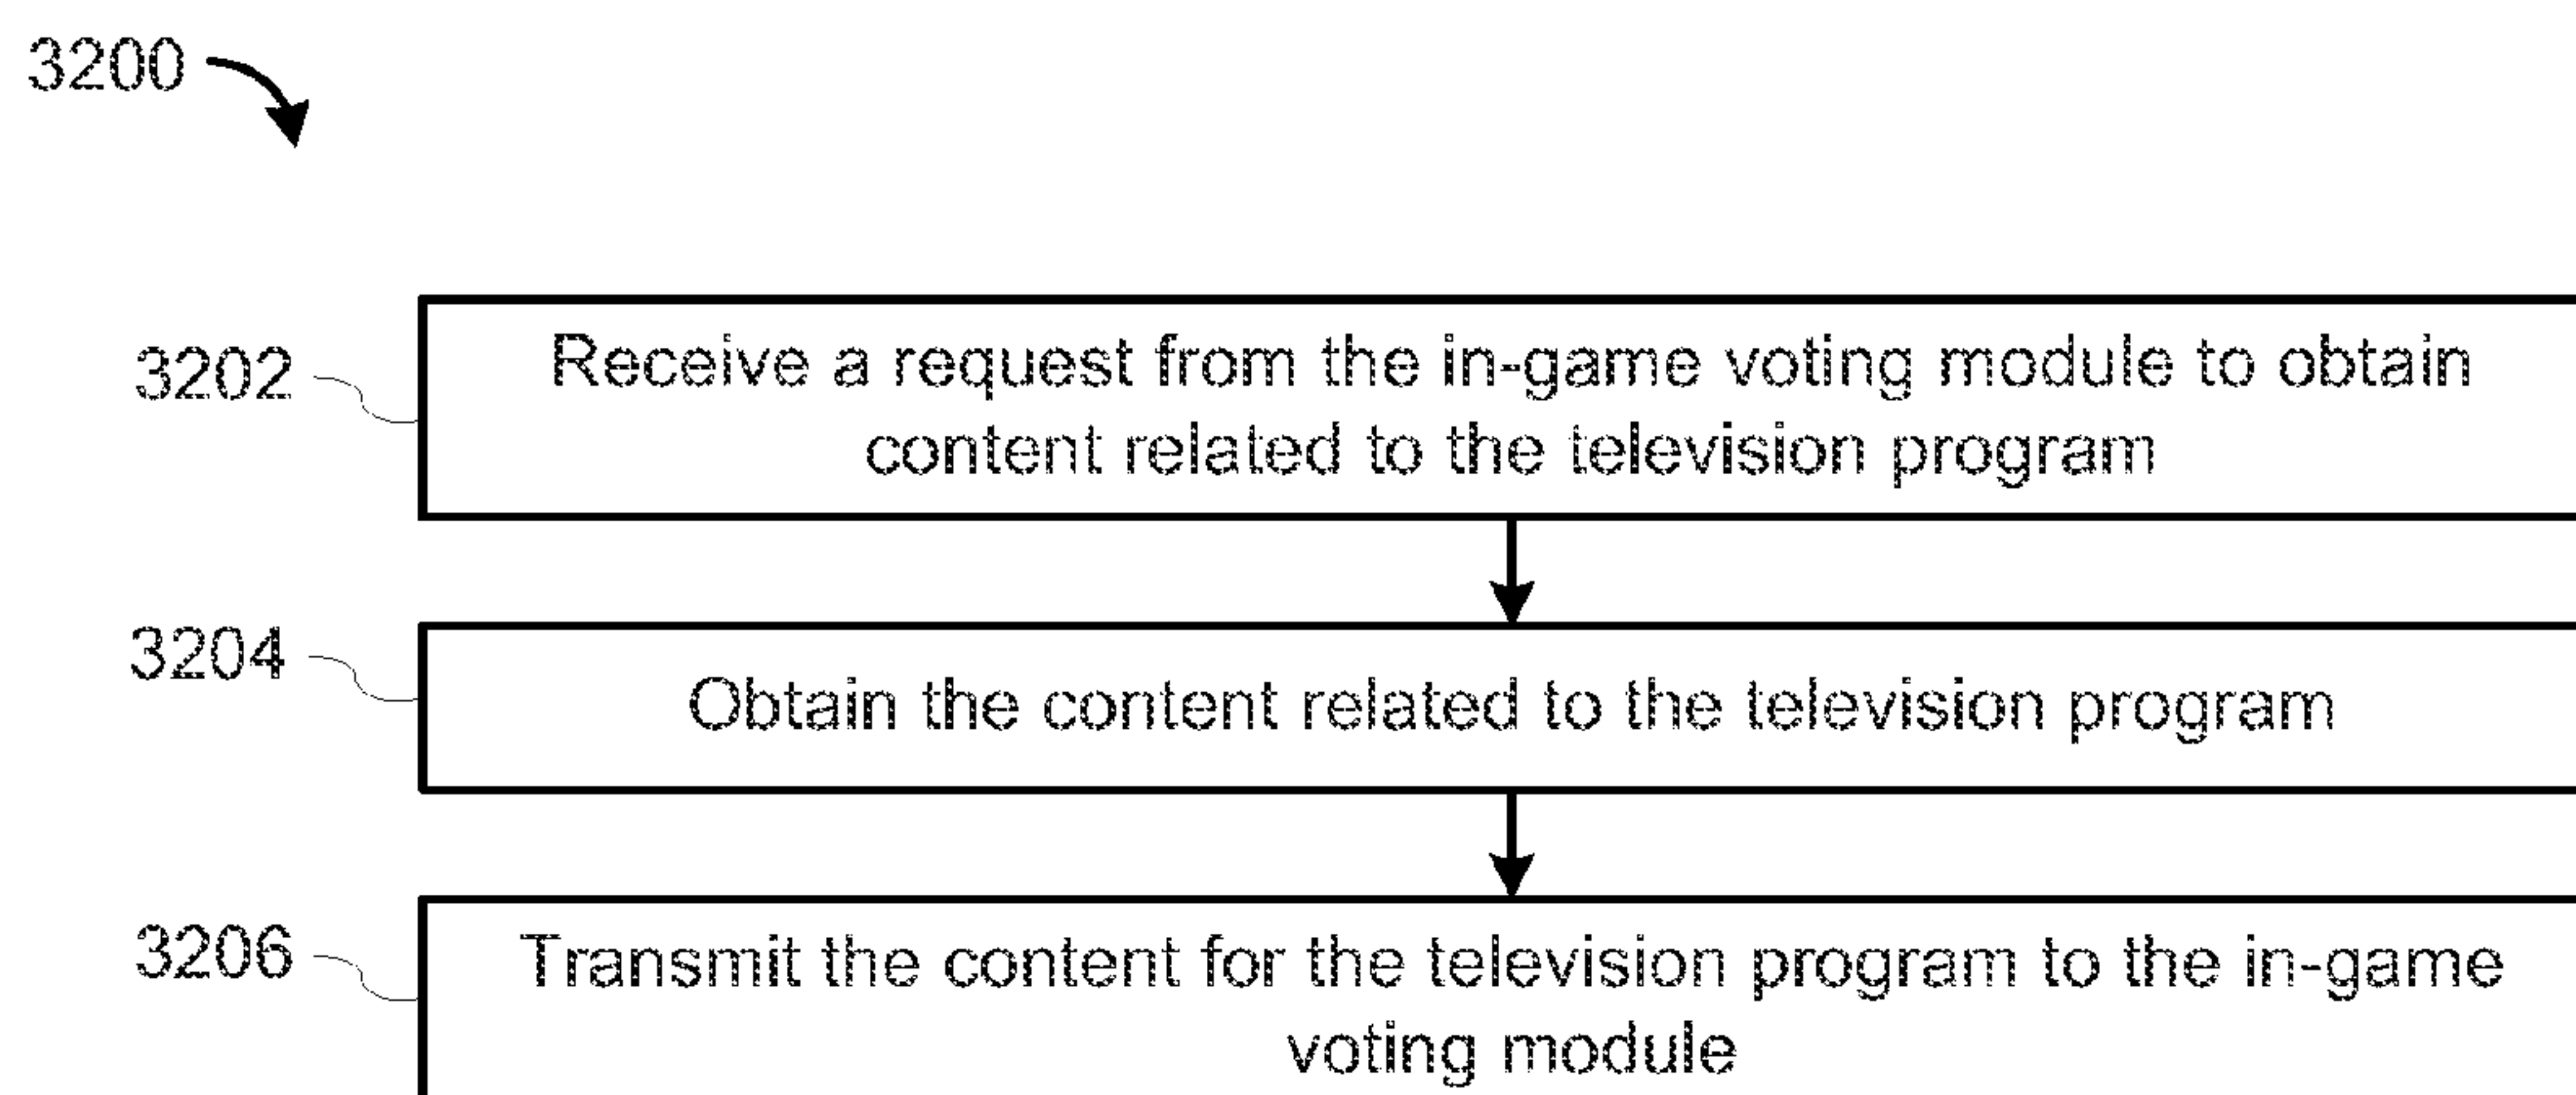 3200
3202
Receive a request from the in-game voting module to obtain
content related to the television program
3204
Obtain the content related to the television program
3206
Transmit the content for the television program to the in-game
voting module